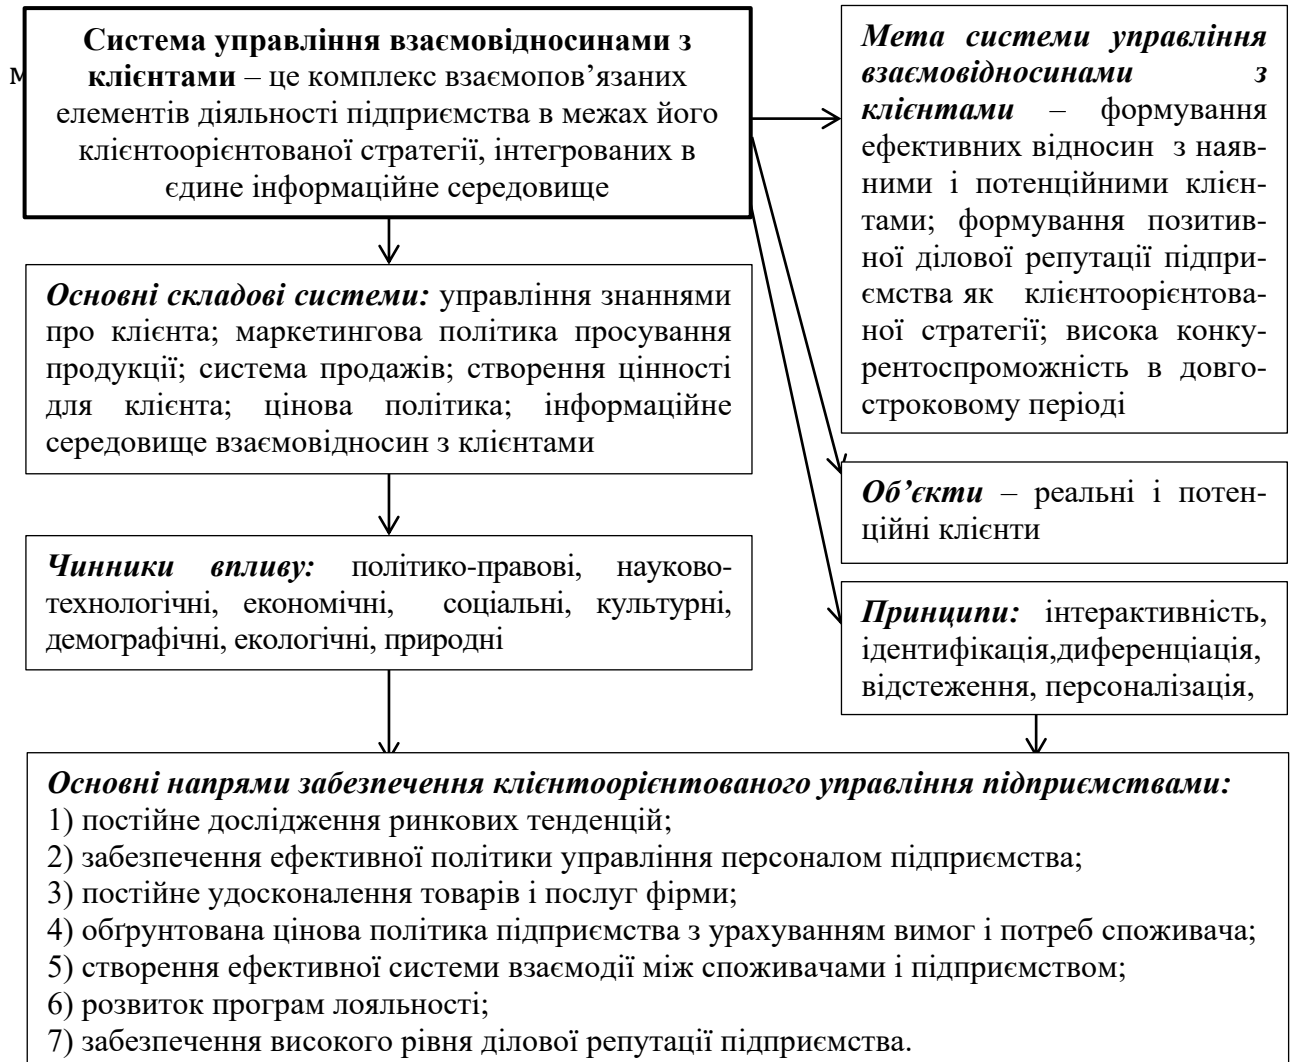 Система управління взаємовідносинами з
клієнтами – це комплекс взаємопов’язаних
елементів діяльності підприємства в межах його
клієнтоорієнтованої стратегії, інтегрованих в
єдине інформаційне середовище
Мета системи управління
взаємовідносинами з
клієнтами – формування
ефективних відносин з наяв-
ними і потенційними клієн-
тами; формування позитив-
ної ділової репутації підпри-
ємства як клієнтоорієнтова-
ної стратегії; висока конку-
рентоспроможність в довго-
строковому періоді
Основні складові системи: управління знаннями
про клієнта; маркетингова політика просування
продукції; система продажів; створення цінності
для клієнта; цінова політика; інформаційне
середовище взаємовідносин з клієнтами
Об’єкти – реальні і потен-
ційні клієнти
Чинники впливу: політико-правові, науково-
технологічні, економічні, соціальні, культурні,
демографічні, екологічні, природні
Принципи: інтерактивність,
ідентифікація,диференціація,
відстеження, персоналізація,
Основні напрями забезпечення клієнтоорієнтованого управління підприємствами:
1) постійне дослідження ринкових тенденцій;
2) забезпечення ефективної політики управління персоналом підприємства;
3) постійне удосконалення товарів і послуг фірми;
4) обґрунтована цінова політика підприємства з урахуванням вимог і потреб споживача;
5) створення ефективної системи взаємодії між споживачами і підприємством;
6) розвиток програм лояльності;
7) забезпечення високого рівня ділової репутації підприємства.